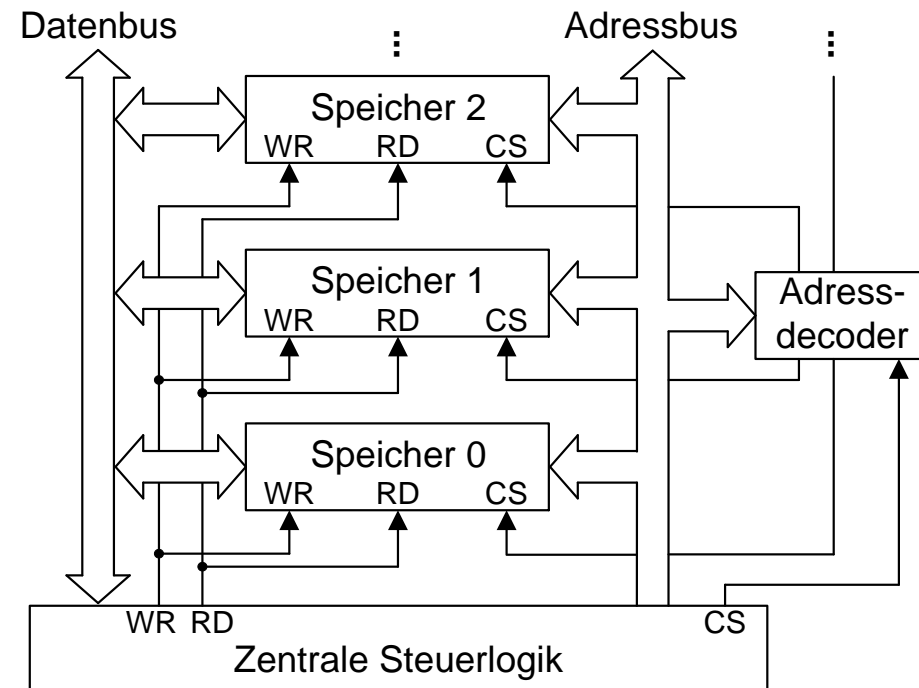 Datenbus
Adressbus
Speicher 2
WR RD CS
Speicher 1
WR RD CS
Adress-
decoder
Speicher 0
WR RD CS
WR RD CS
Zentrale Steuerlogik